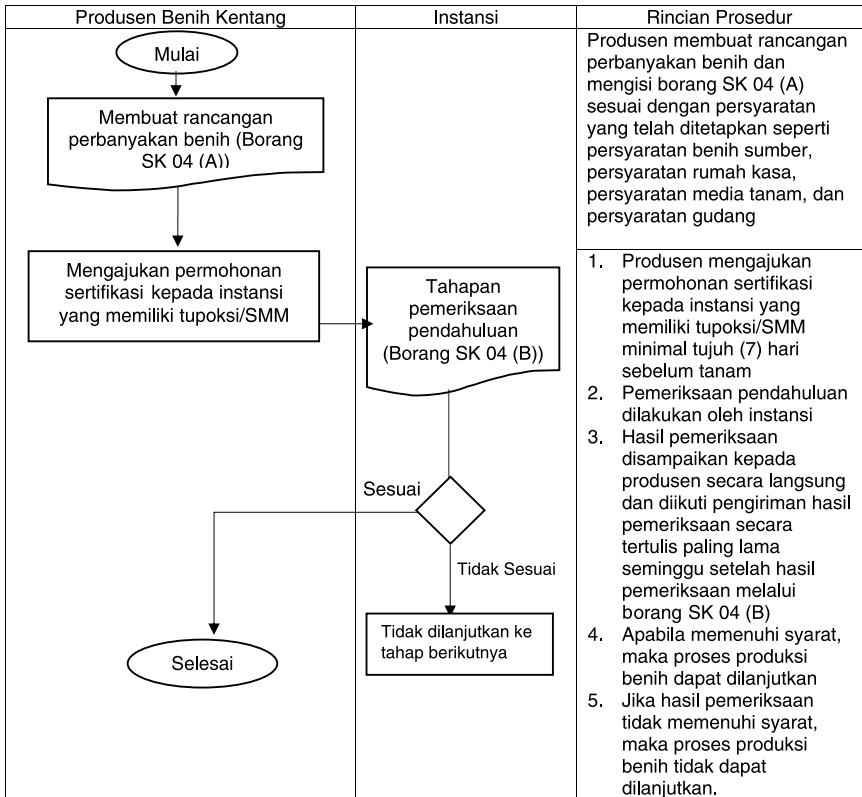 Produsen Benih Kentang
Instansi
Rincian Prosedur
Mulai
Membuat rancangan
perbanyakan benih (Borang
SK 04 (A))
Mengajukan permohonan
sertifikasi kepada instansi
yang memiliki tupoksi/SMM
Tahapan
pemeriksaan
pendahuluan
(Borang SK 04 (B))
Sesuai
Tidak Sesuai
Tidak dilanjutkan ke
tahap berikutnya
Selesai
Produsen membuat rancangan
perbanyakan benih dan
mengisi borang SK 04 (A)
sesuai dengan persyaratan
yang telah ditetapkan seperti
persyaratan benih sumber,
persyaratan rumah kasa,
persyaratan media tanam, dan
persyaratan gudang
1. Produsen mengajukan
permohonan sertifikasi
kepada instansi yang
memiliki tupoksi/SMM
minimal tujuh (7) hari
sebelum tanam
2. Pemeriksaan pendahuluan
dilakukan oleh instansi
3. Hasil pemeriksaan
disampaikan kepada
produsen secara langsung
dan diikuti pengiriman hasil
pemeriksaan secara
tertulis paling lama
seminggu setelah hasil
pemeriksaan melalui
borang SK 04 (B)
4. Apabila memenuhi syarat,
maka proses produksi
benih dapat dilanjutkan
5. Jika hasil pemeriksaan
tidak memenuhi syarat,
maka proses produksi
benih tidak dapat
dilanjutkan.